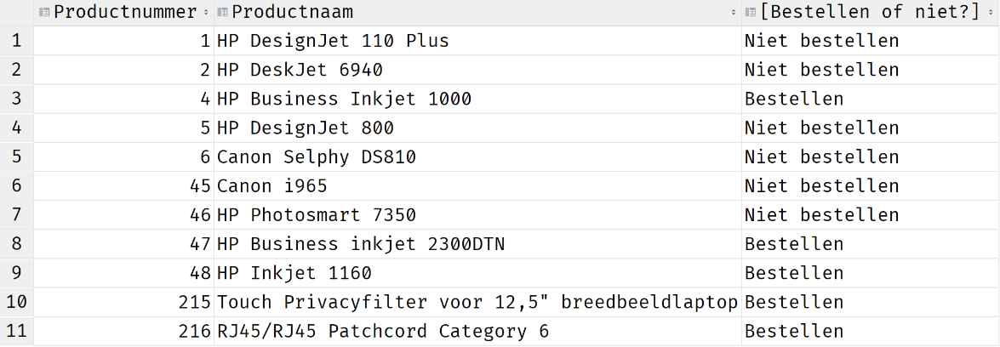 Productnummer Productnaam [Bestellen of niet?]
1 1 HP DesignJet 110 Plus Niet bestellen
2 2 HP DeskJet 6940 Niet bestellen
3 4 HP Business Inkjet 1000 Bestellen
4 5 HP DesignJet 800 Niet bestellen
5 6 Canon Selphy DS810 Niet bestellen
6 45 Canon i965 Niet bestellen
7 46 HP Photosmart 7350 Niet bestellen
8 47 HP Business inkjet 2300DTN Bestellen
9 48 HP Inkjet 1160 Bestellen
10 215 Touch Privacyfilter voor 12,5" breedbeeldlaptop Bestellen
11 216 RJ45/RJ45 Patchcord Category 6 Bestellen